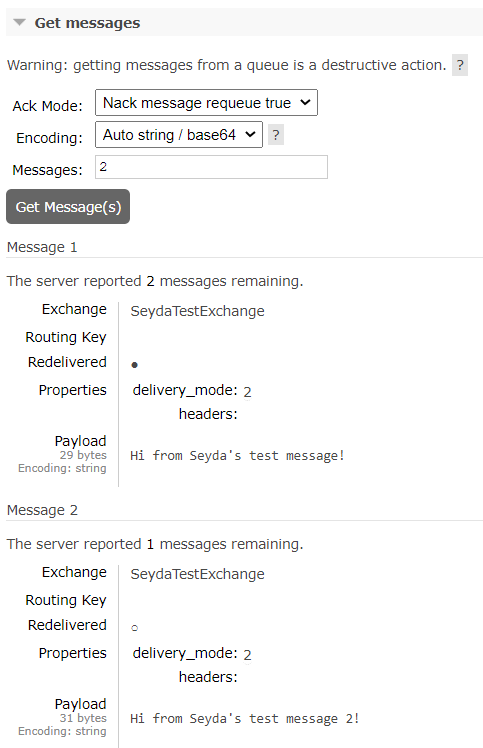 Get messages
Warning: getting messages from a queue is a destructive action. ?
Ack Mode: Nack message requeue true
Encoding: Auto string / base64 ?
Messages: 2
Get Message(s)
Message 1
The server reported 2 messages remaining.
Exchange SeydaTestExchange
Routing Key
Redelivered ●
Properties delivery_mode: 2
headers:
Payload
29 bytes
Encoding: string
Hi from Seyda's test message!
Message 2
The server reported 1 messages remaining.
Exchange SeydaTestExchange
Routing Key
Redelivered ○
Properties delivery_mode: 2
headers:
Payload
31 bytes
Encoding: string
Hi from Seyda's test message 2!